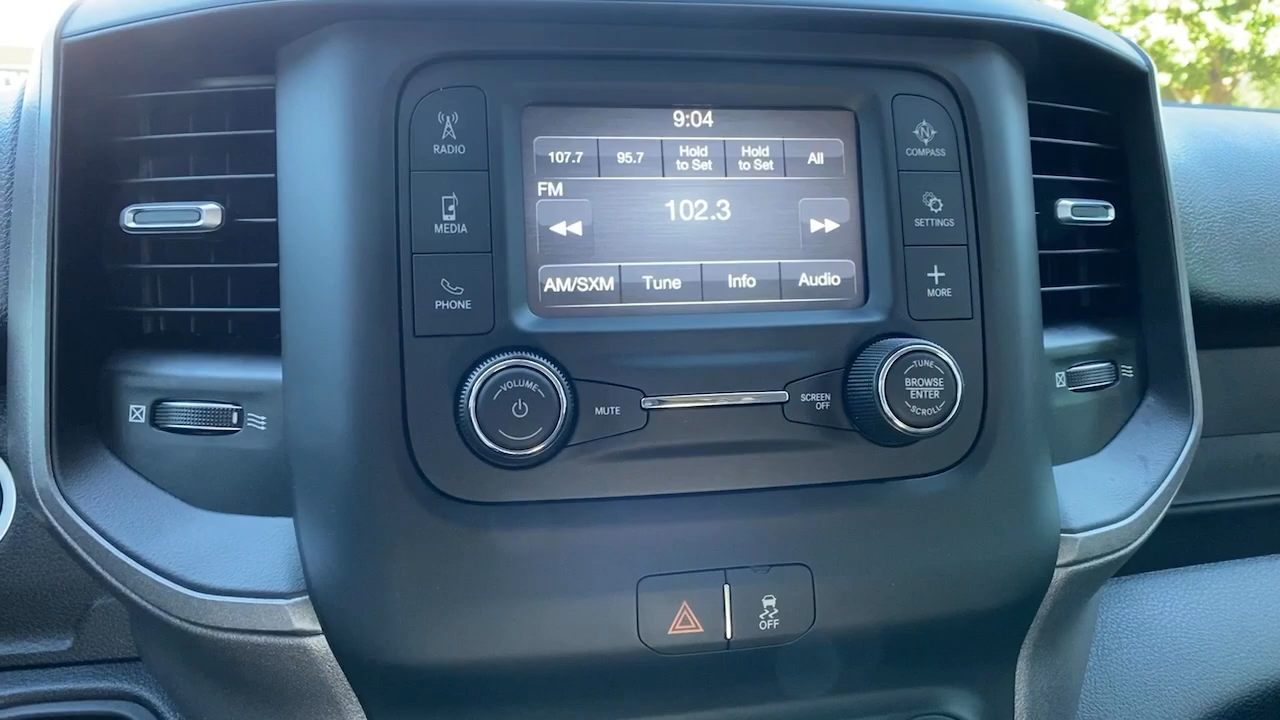 9:04
107.7
95.7
Hold
to Set
Hold
to Set
All
FM
102.3
AM/SXM
Tune
Info
Audio
RADIO
MEDIA
PHONE
N
COMPASS
SETTINGS
MORE
VOLUME
MUTE
SCREEN
OFF
TUNE
BROWSE
ENTER
SCROLL
OFF